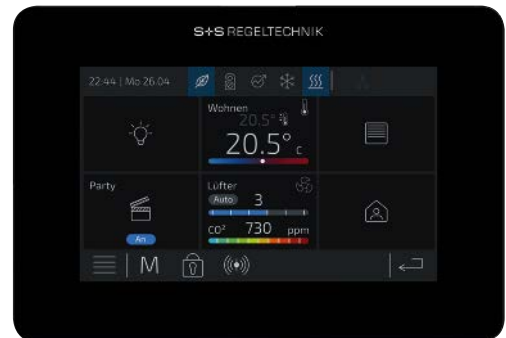 S+S REGELTECHNIK
22:44 | Mo 26.04
Wohnen
20.5°
20.5° c
Party
An
Lüfter
Auto 3
CO² 730 ppm
M